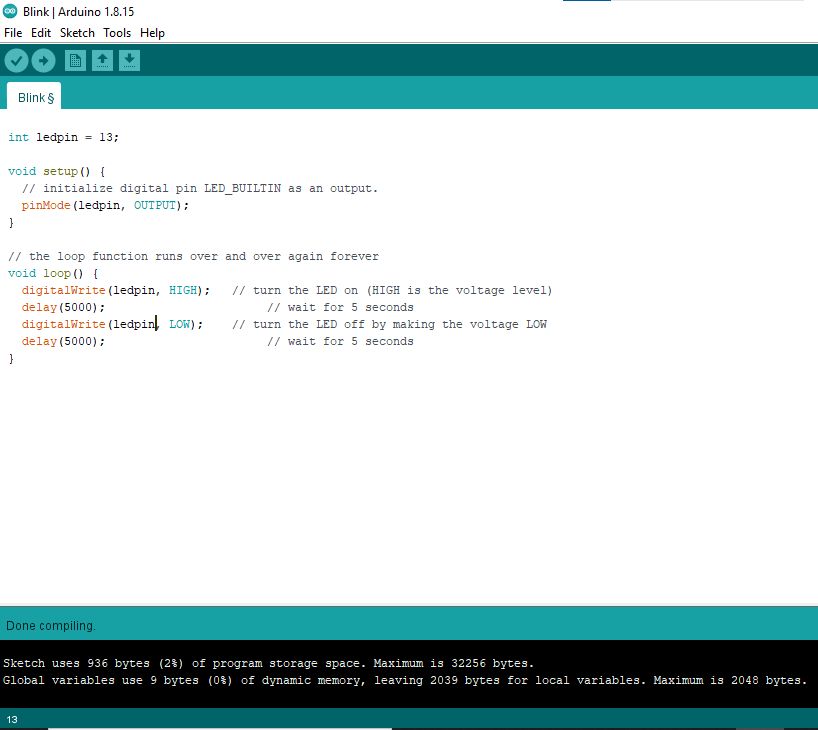 Blink | Arduino 1.8.15
File Edit Sketch Tools Help
Blink §
int ledpin = 13;
void setup() {
  // initialize digital pin LED_BUILTIN as an output.
  pinMode(ledpin, OUTPUT);
}
// the loop function runs over and over again forever
void loop() {
  digitalWrite(ledpin, HIGH);   // turn the LED on (HIGH is the voltage level)
  delay(5000);                       // wait for 5 seconds
  digitalWrite(ledpin, LOW);    // turn the LED off by making the voltage LOW
  delay(5000);                       // wait for 5 seconds
}
Done compiling.
Sketch uses 936 bytes (2%) of program storage space. Maximum is 32256 bytes.
Global variables use 9 bytes (0%) of dynamic memory, leaving 2039 bytes for local variables. Maximum is 2048 bytes.
13